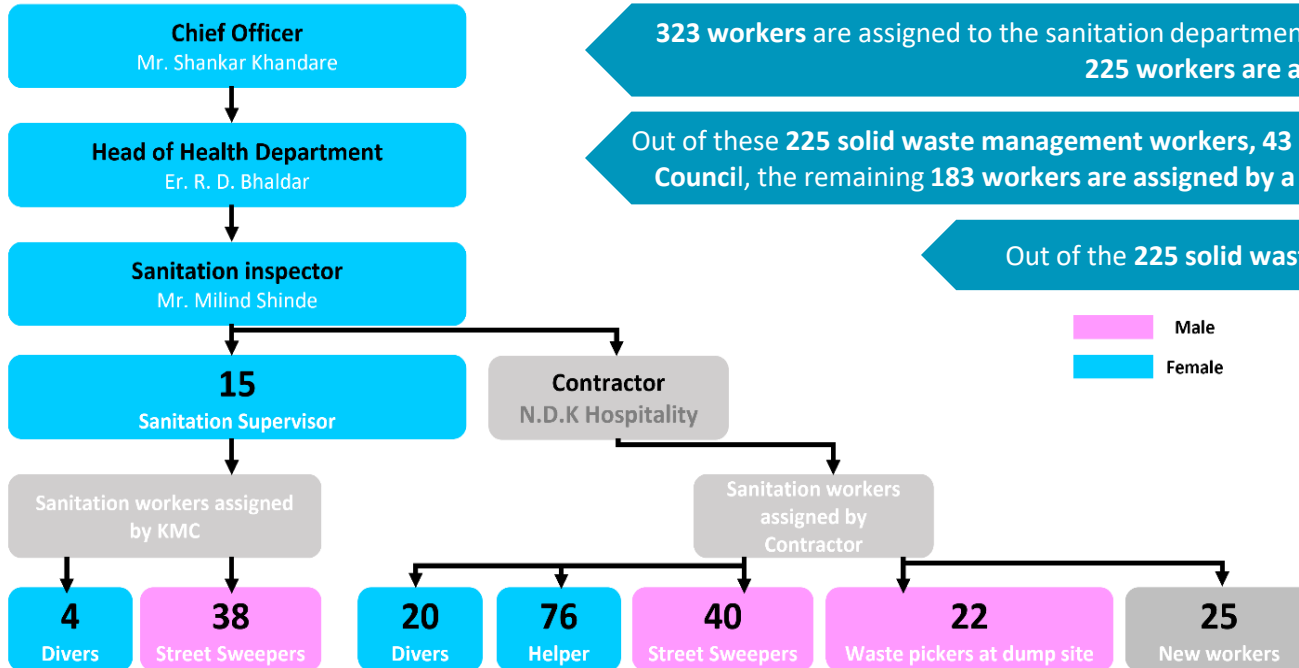 Chief Officer
Mr. Shankar Khandare
323 workers are assigned to the sanitation department
225 workers are a
Head of Health Department
Er. R. D. Bhaldar
Out of these 225 solid waste management workers, 43
Council, the remaining 183 workers are assigned by a
Sanitation inspector
Mr. Milind Shinde
Out of the 225 solid wast
Male
Female
15
Sanitation Supervisor
Contractor
N.D.K Hospitality
Sanitation workers assigned
by KMC
Sanitation workers
assigned by
Contractor
4
Divers
38
Street Sweepers
20
Divers
76
Helper
40
Street Sweepers
22
Waste pickers at dump site
25
New workers